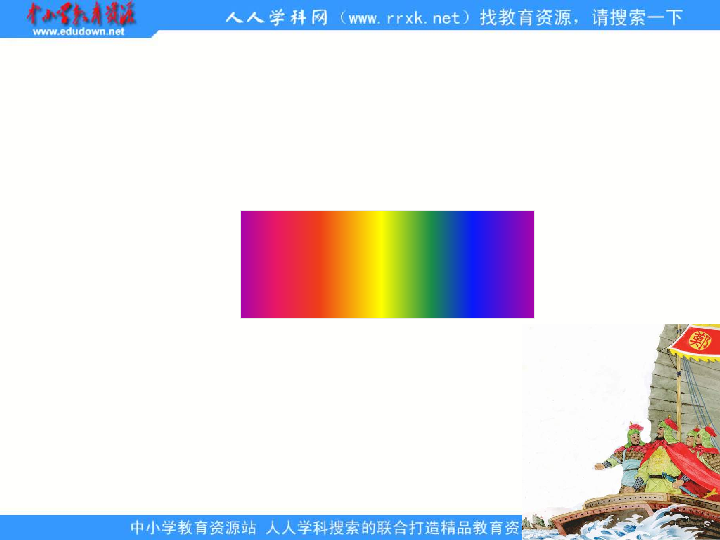 中小学教育资源
www.edudown.net
人人学科网（www.rrxk.net）找教育资源，请搜索一下
鄭
中小学教育资源站 人人学科搜索的联合打造精品教育资